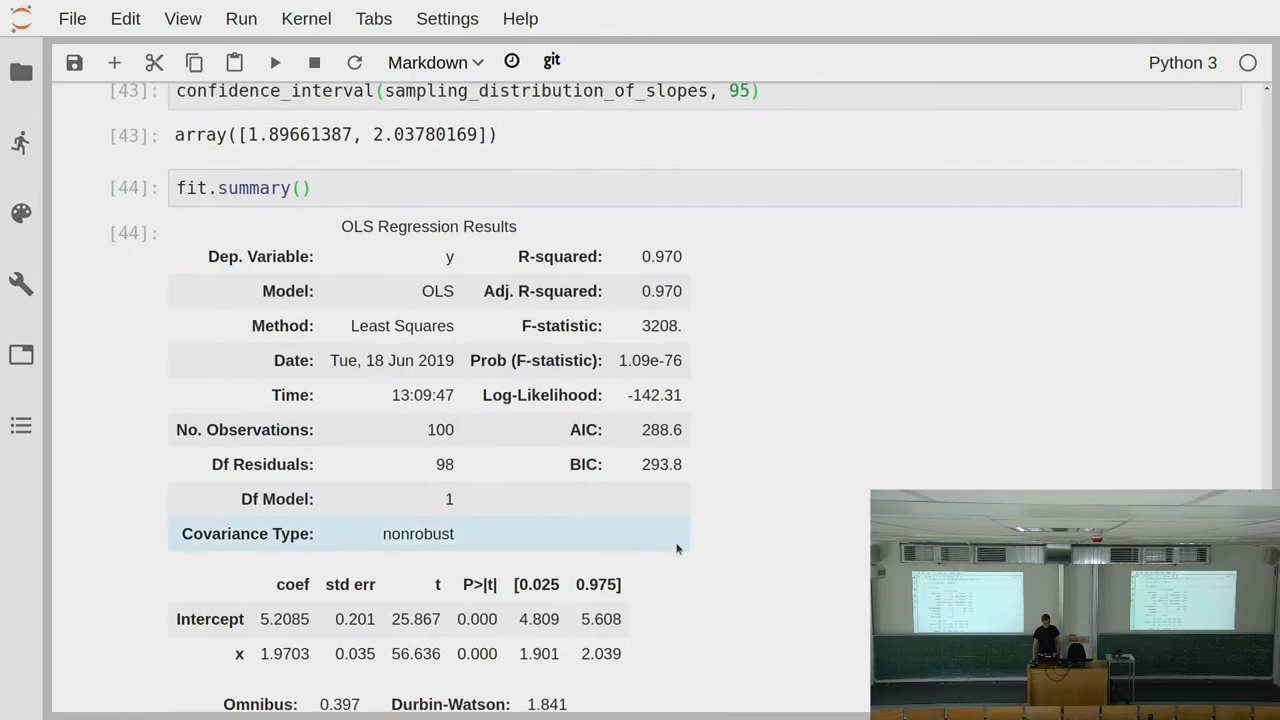 File Edit View Run Kernel Tabs Settings Help
Markdown git Python 3
[43]: confidence_interval(sampling_distribution_of_slopes, 95)
[43]: array([1.89661387, 2.03780169])
[44]: fit.summary()
[44]:
OLS Regression Results
Dep. Variable: y R-squared: 0.970
Model: OLS Adj. R-squared: 0.970
Method: Least Squares F-statistic: 3208.
Date: Tue, 18 Jun 2019 Prob (F-statistic): 1.09e-76
Time: 13:09:47 Log-Likelihood: -142.31
No. Observations: 100 AIC: 288.6
Df Residuals: 98 BIC: 293.8
Df Model: 1
Covariance Type: nonrobust
coef std err t P>|t| [0.025 0.975]
Intercept 5.2085 0.201 25.867 0.000 4.809 5.608
x 1.9703 0.035 56.636 0.000 1.901 2.039
Omnibus: 0.397 Durbin-Watson: 1.841